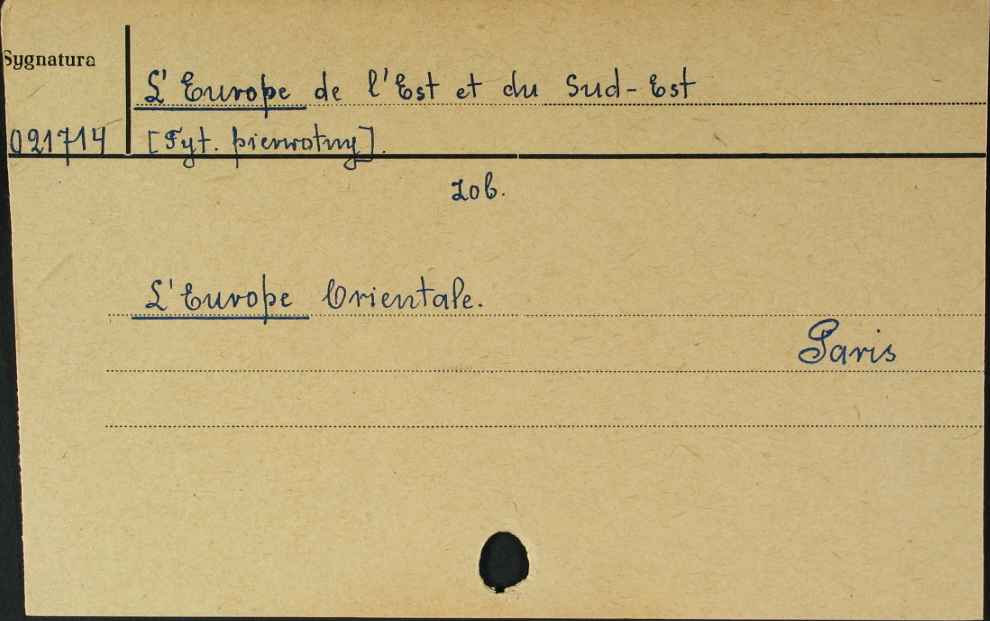 Sygnatura
L'Europe de l'Est et du Sud-Est
021714 [Tyt. pierwotny].
zob.
L'Europe Orientale.
Paris